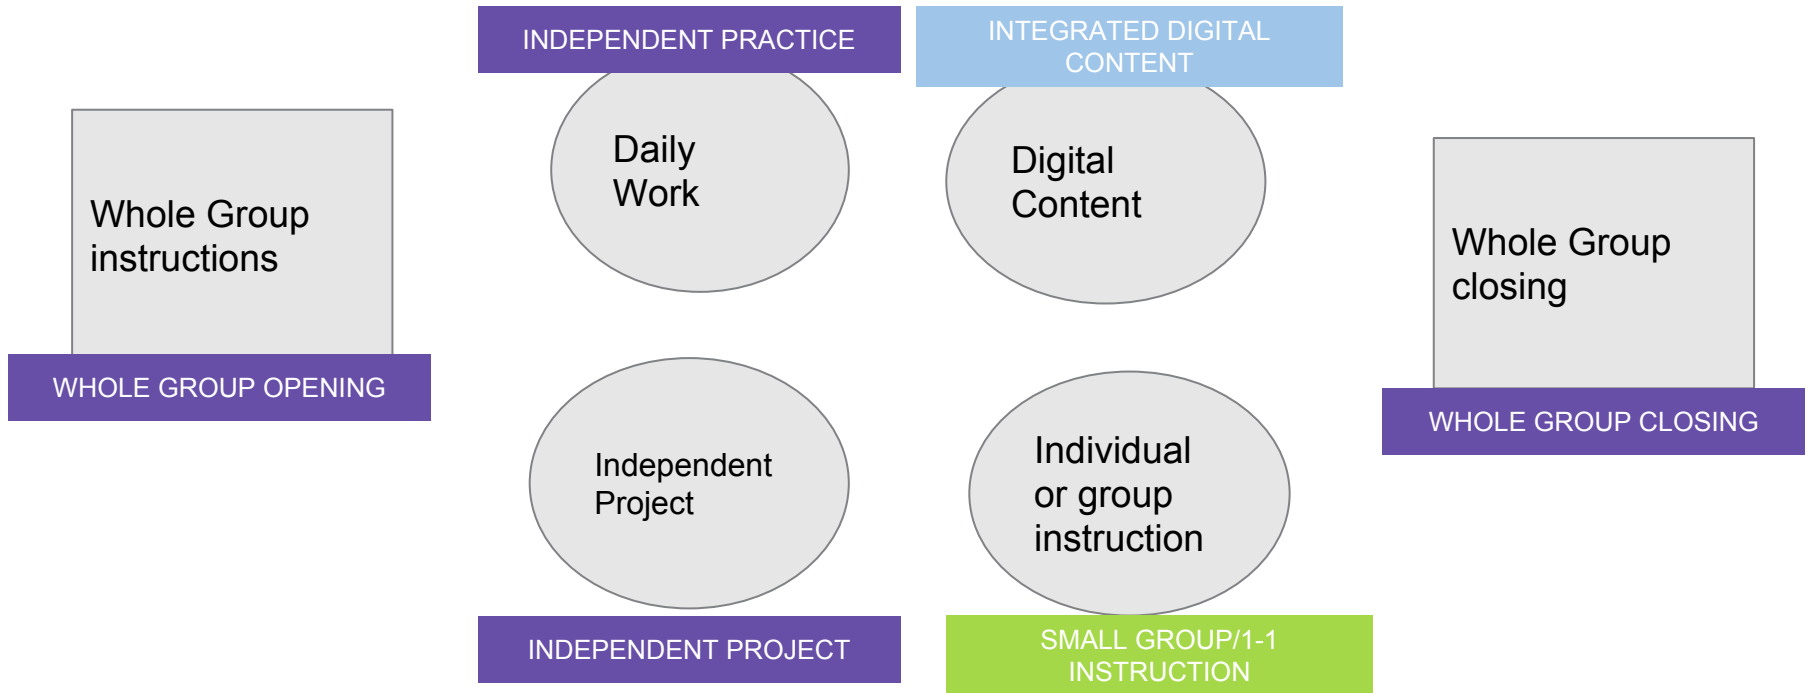 Whole Group
instructions
WHOLE GROUP OPENING
INDEPENDENT PRACTICE
Daily
Work
INTEGRATED DIGITAL
CONTENT
Digital
Content
Independent
Project
INDEPENDENT PROJECT
Individual
or group
instruction
SMALL GROUP/1-1
INSTRUCTION
Whole Group
closing
WHOLE GROUP CLOSING